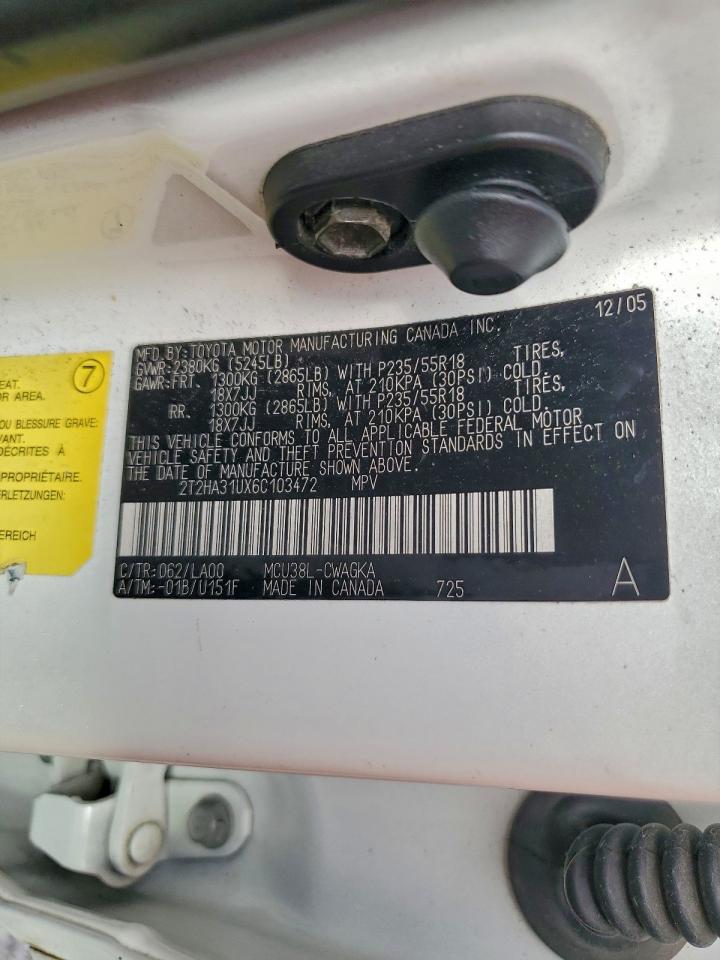 12/05
MFD.BY:TOYOTA MOTOR MANUFACTURING CANADA INC.
GVWR:2380KG (5245LB)
GAWR:FRT. 1300KG (2865LB) WITH P235/55R18 TIRES,
18X7JJ RIMS, AT 210KPA (30PSI) COLD.
RR. 1300KG (2865LB) WITH P235/55R18 TIRES,
18X7JJ RIMS, AT 210KPA (30PSI) COLD.
THIS VEHICLE CONFORMS TO ALL APPLICABLE FEDERAL MOTOR
VEHICLE SAFETY AND THEFT PREVENTION STANDARDS IN EFFECT ON
THE DATE OF MANUFACTURE SHOWN ABOVE.
2T2HA31UX6C103472 MPV
C/TR:062/LA00 MCU38L-CWAGKA
A/TM:-01B/U151F MADE IN CANADA 725 A
7
EAT.
OR AREA.
OU BLESSURE GRAVE:
VANT.
DÉCRITES À
PROPRIÉTAIRE.
ERLETZUNGEN:
BEREICH